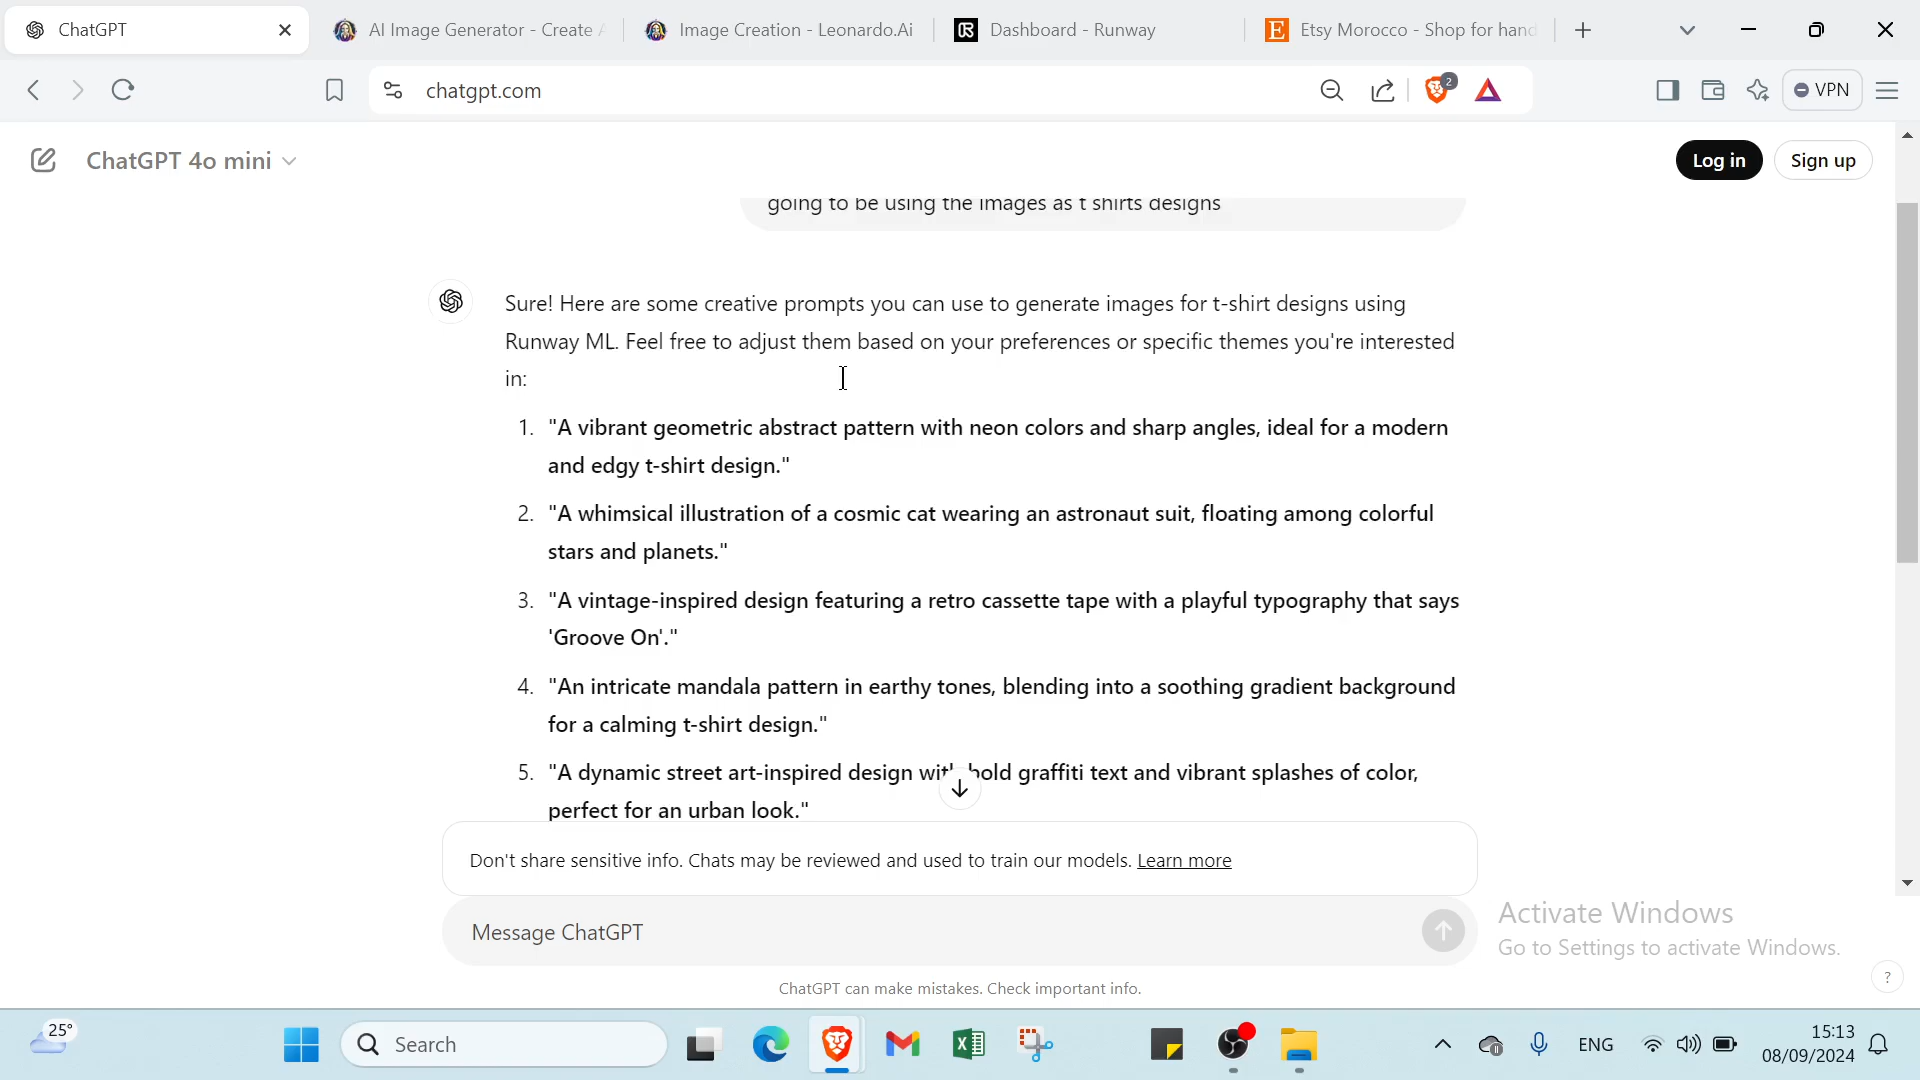 ChatGPT
AI Image Generator - Create A
Image Creation - Leonardo.Ai
Dashboard - Runway
Etsy Morocco - Shop for hand
chatgpt.com
2
VPN
ChatGPT 4o mini
Log in
Sign up
going to be using the images as t shirts designs
Sure! Here are some creative prompts you can use to generate images for t-shirt designs using
Runway ML. Feel free to adjust them based on your preferences or specific themes you're interested
in:
1. "A vibrant geometric abstract pattern with neon colors and sharp angles, ideal for a modern
and edgy t-shirt design."
2. "A whimsical illustration of a cosmic cat wearing an astronaut suit, floating among colorful
stars and planets."
3. "A vintage-inspired design featuring a retro cassette tape with a playful typography that says
'Groove On'."
4. "An intricate mandala pattern in earthy tones, blending into a soothing gradient background
for a calming t-shirt design."
5. "A dynamic street art-inspired design with bold graffiti text and vibrant splashes of color,
perfect for an urban look."
Don't share sensitive info. Chats may be reviewed and used to train our models. Learn more
Message ChatGPT
Activate Windows
Go to Settings to activate Windows.
?
ChatGPT can make mistakes. Check important info.
25°
Search
ENG
15:13
08/09/2024